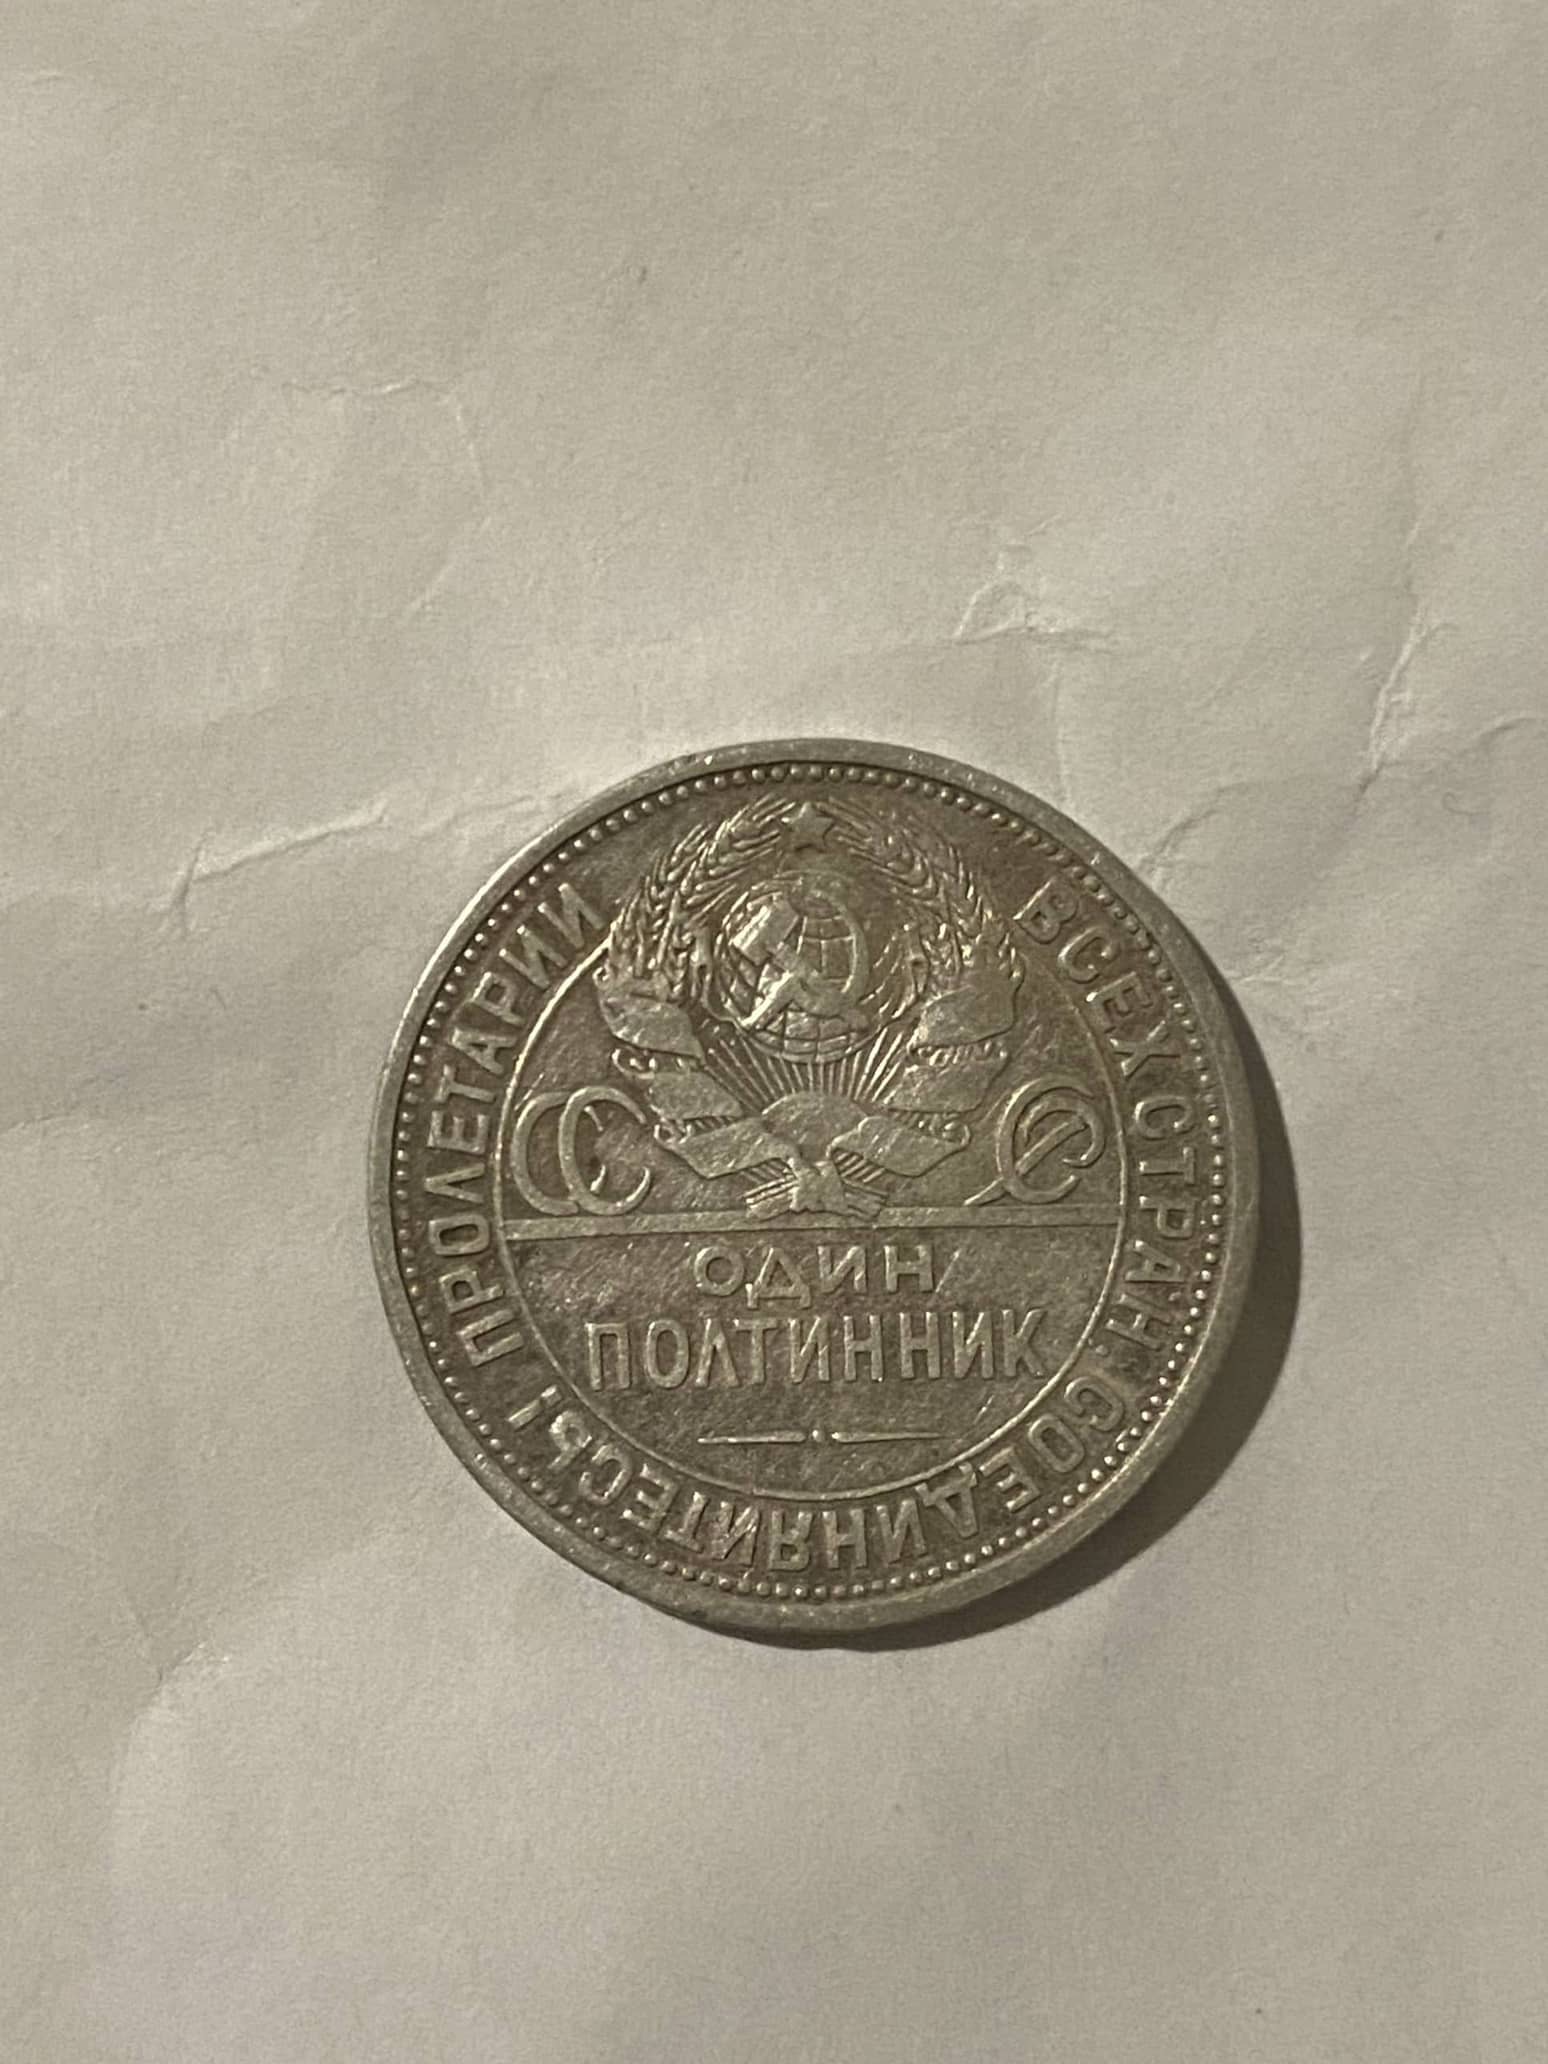 ПРОЛЕТАРИИ ВСЕХ СТРАН, СОЕДИНЯЙТЕСЬ!
СС СР
ОДИН
ПОЛТИННИК